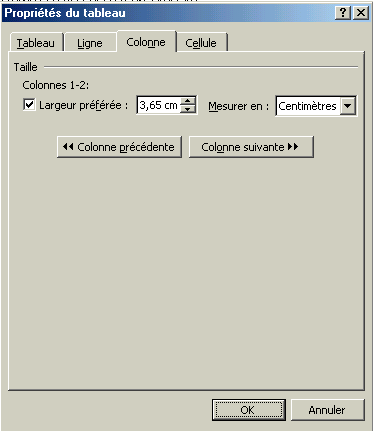 Propriétés du tableau
Tableau Ligne Colonne Cellule
Taille
Colonnes 1-2:
Largeur préférée : 3,65 cm Mesurer en : Centimètres
Colonne précédente Colonne suivante
OK Annuler